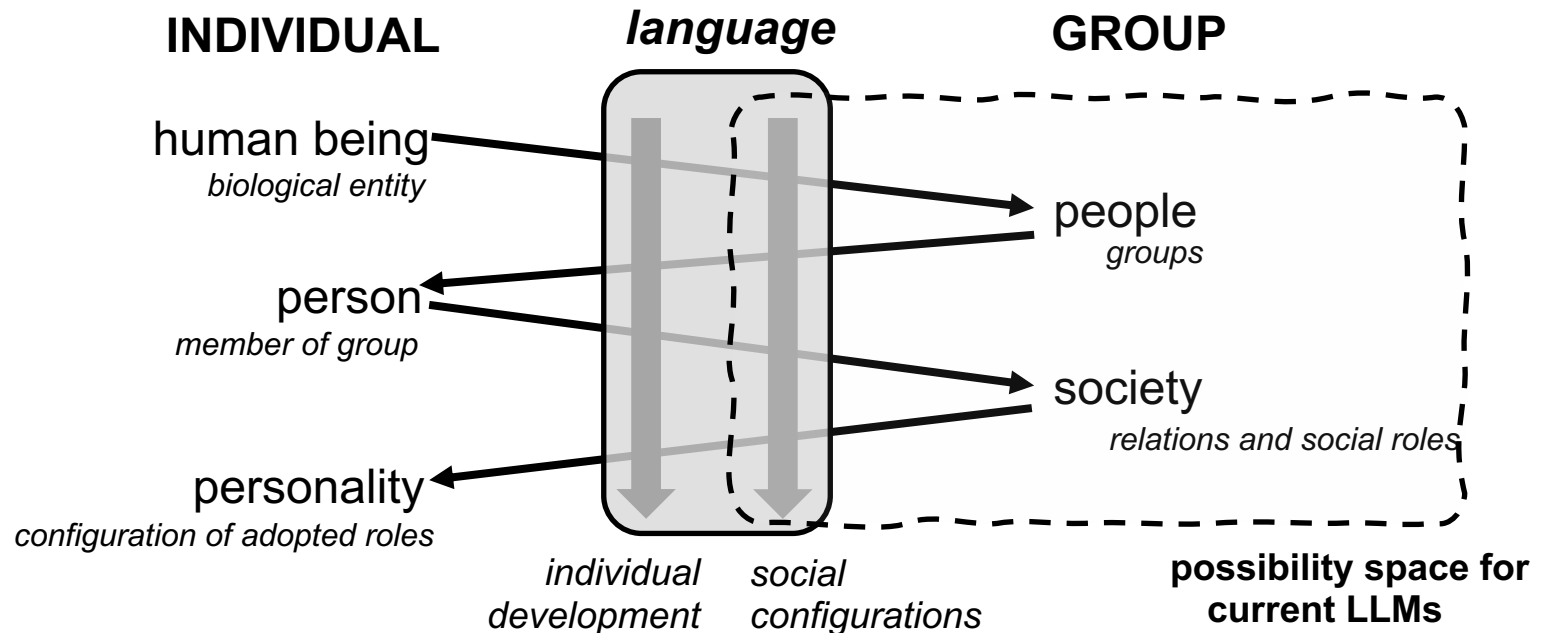 INDIVIDUAL
language
GROUP
human being
biological entity
people
groups
person
member of group
society
relations and social roles
personality
configuration of adopted roles
individual
development
social
configurations
possibility space for
current LLMs